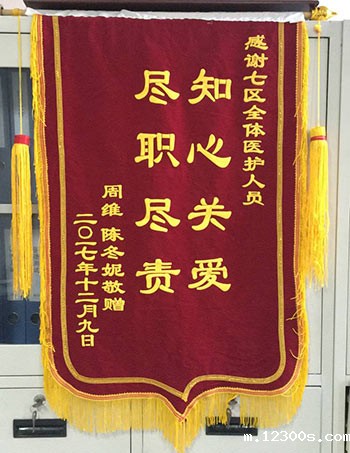 感谢七区全体医护人员
知心关爱
尽职尽责
周维 陈冬妮敬赠
二〇一七年十二月九日
m.12300s.com